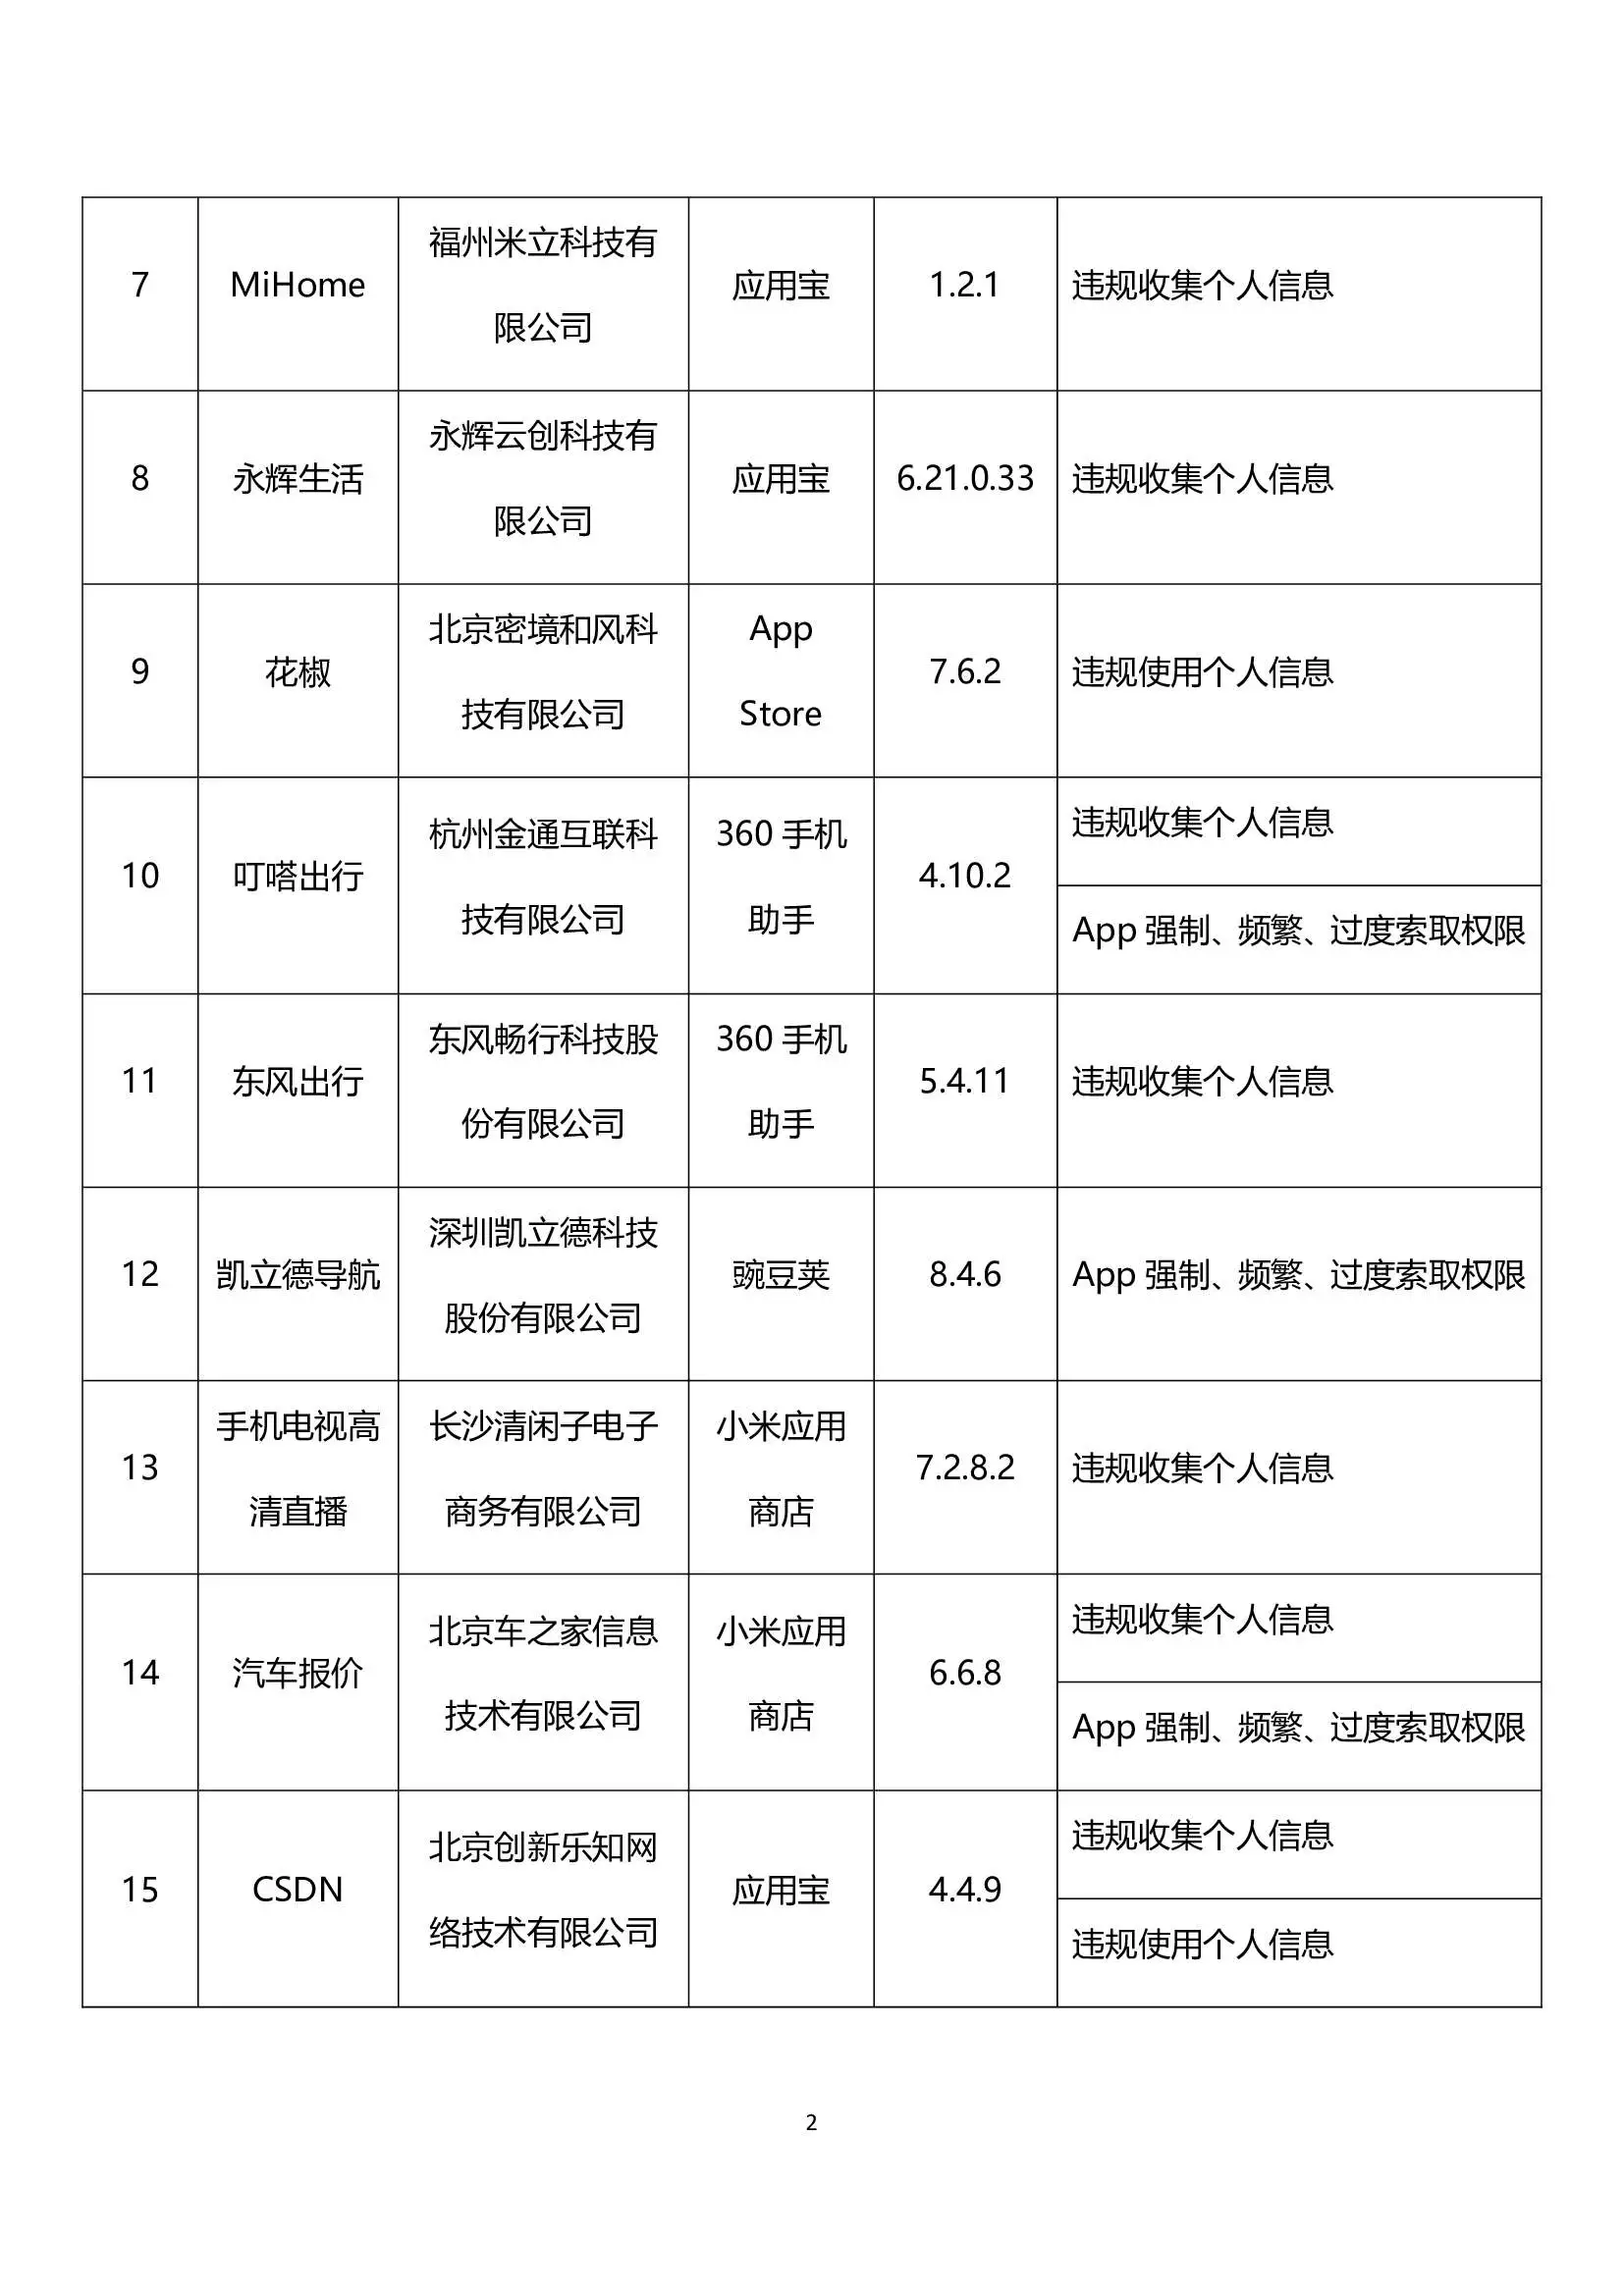 7
MiHome
福州米立科技有
限公司
应用宝
1.2.1
违规收集个人信息
8
永辉生活
永辉云创科技有
限公司
应用宝
6.21.0.33
违规收集个人信息
9
花椒
北京密境和风科
技有限公司
App
Store
7.6.2
违规使用个人信息
10
叮嗒出行
杭州金通互联科
技有限公司
360 手机
助手
4.10.2
违规收集个人信息
App 强制、频繁、过度索取权限
11
东风出行
东风畅行科技股
份有限公司
360 手机
助手
5.4.11
违规收集个人信息
12
凯立德导航
深圳凯立德科技
股份有限公司
豌豆荚
8.4.6
App 强制、频繁、过度索取权限
13
手机电视高
清直播
长沙清闲子电子
商务有限公司
小米应用
商店
7.2.8.2
违规收集个人信息
14
汽车报价
北京车之家信息
技术有限公司
小米应用
商店
6.6.8
违规收集个人信息
App 强制、频繁、过度索取权限
15
CSDN
北京创新乐知网
络技术有限公司
应用宝
4.4.9
违规收集个人信息
违规使用个人信息
2